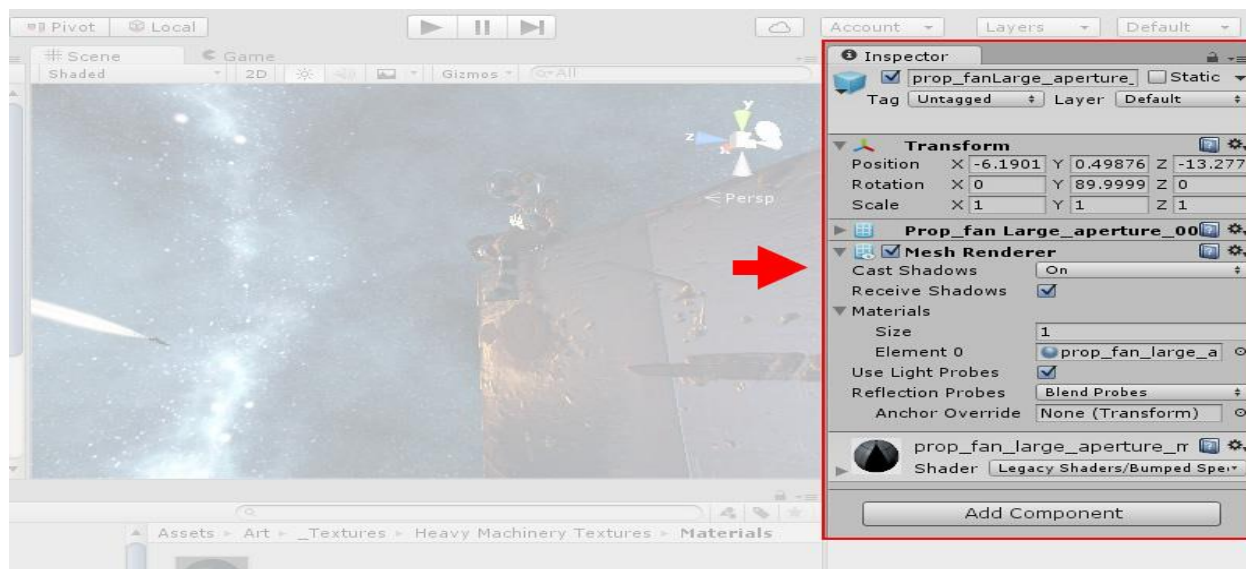 Pivot Local Account Layers Default
Scene Game
Shaded 2D Gizmos All
y
z
x
Persp
Assets Art _Textures Heavy Machinery Textures Materials
Inspector
prop_fanLarge_aperture_ Static
Tag Untagged Layer Default
Transform
Position X -6.1901 Y 0.49876 Z -13.277
Rotation X 0 Y 89.9999 Z 0
Scale X 1 Y 1 Z 1
Prop_fan Large_aperture_00
Mesh Renderer
Cast Shadows On
Receive Shadows
Materials
Size 1
Element 0 prop_fan_large_a
Use Light Probes
Reflection Probes Blend Probes
Anchor Override None (Transform)
prop_fan_large_aperture_m
Shader Legacy Shaders/Bumped Spe
Add Component